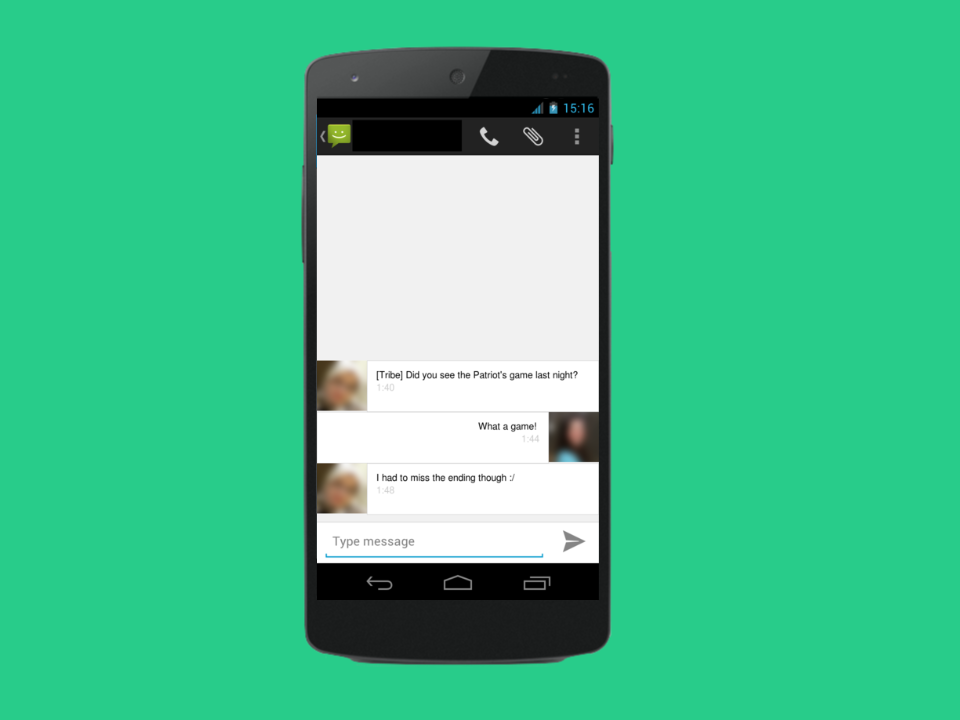 15:16
[Tribe] Did you see the Patriot's game last night?
1:40
What a game!
1:44
I had to miss the ending though :/
1:48
Type message